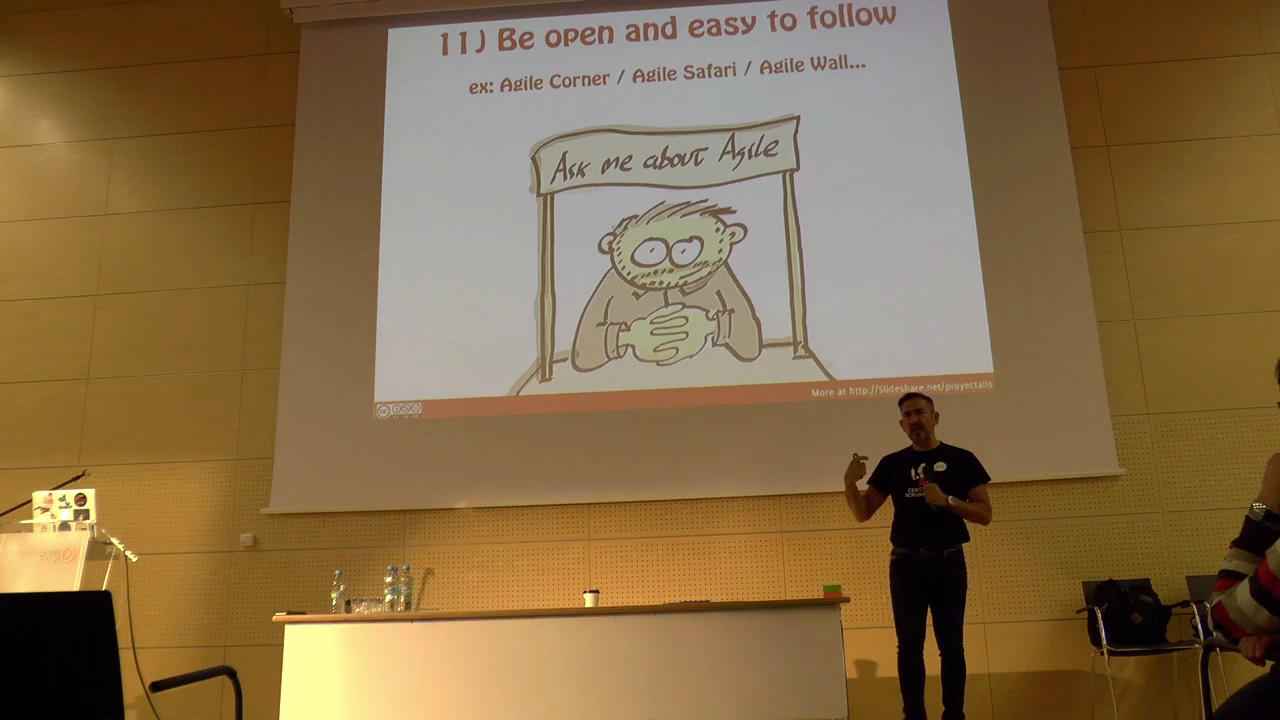 11) Be open and easy to follow
ex: Agile Corner / Agile Safari / Agile Wall...
Ask me about Agile
More at http://slideshare.net/proyectalis
cc